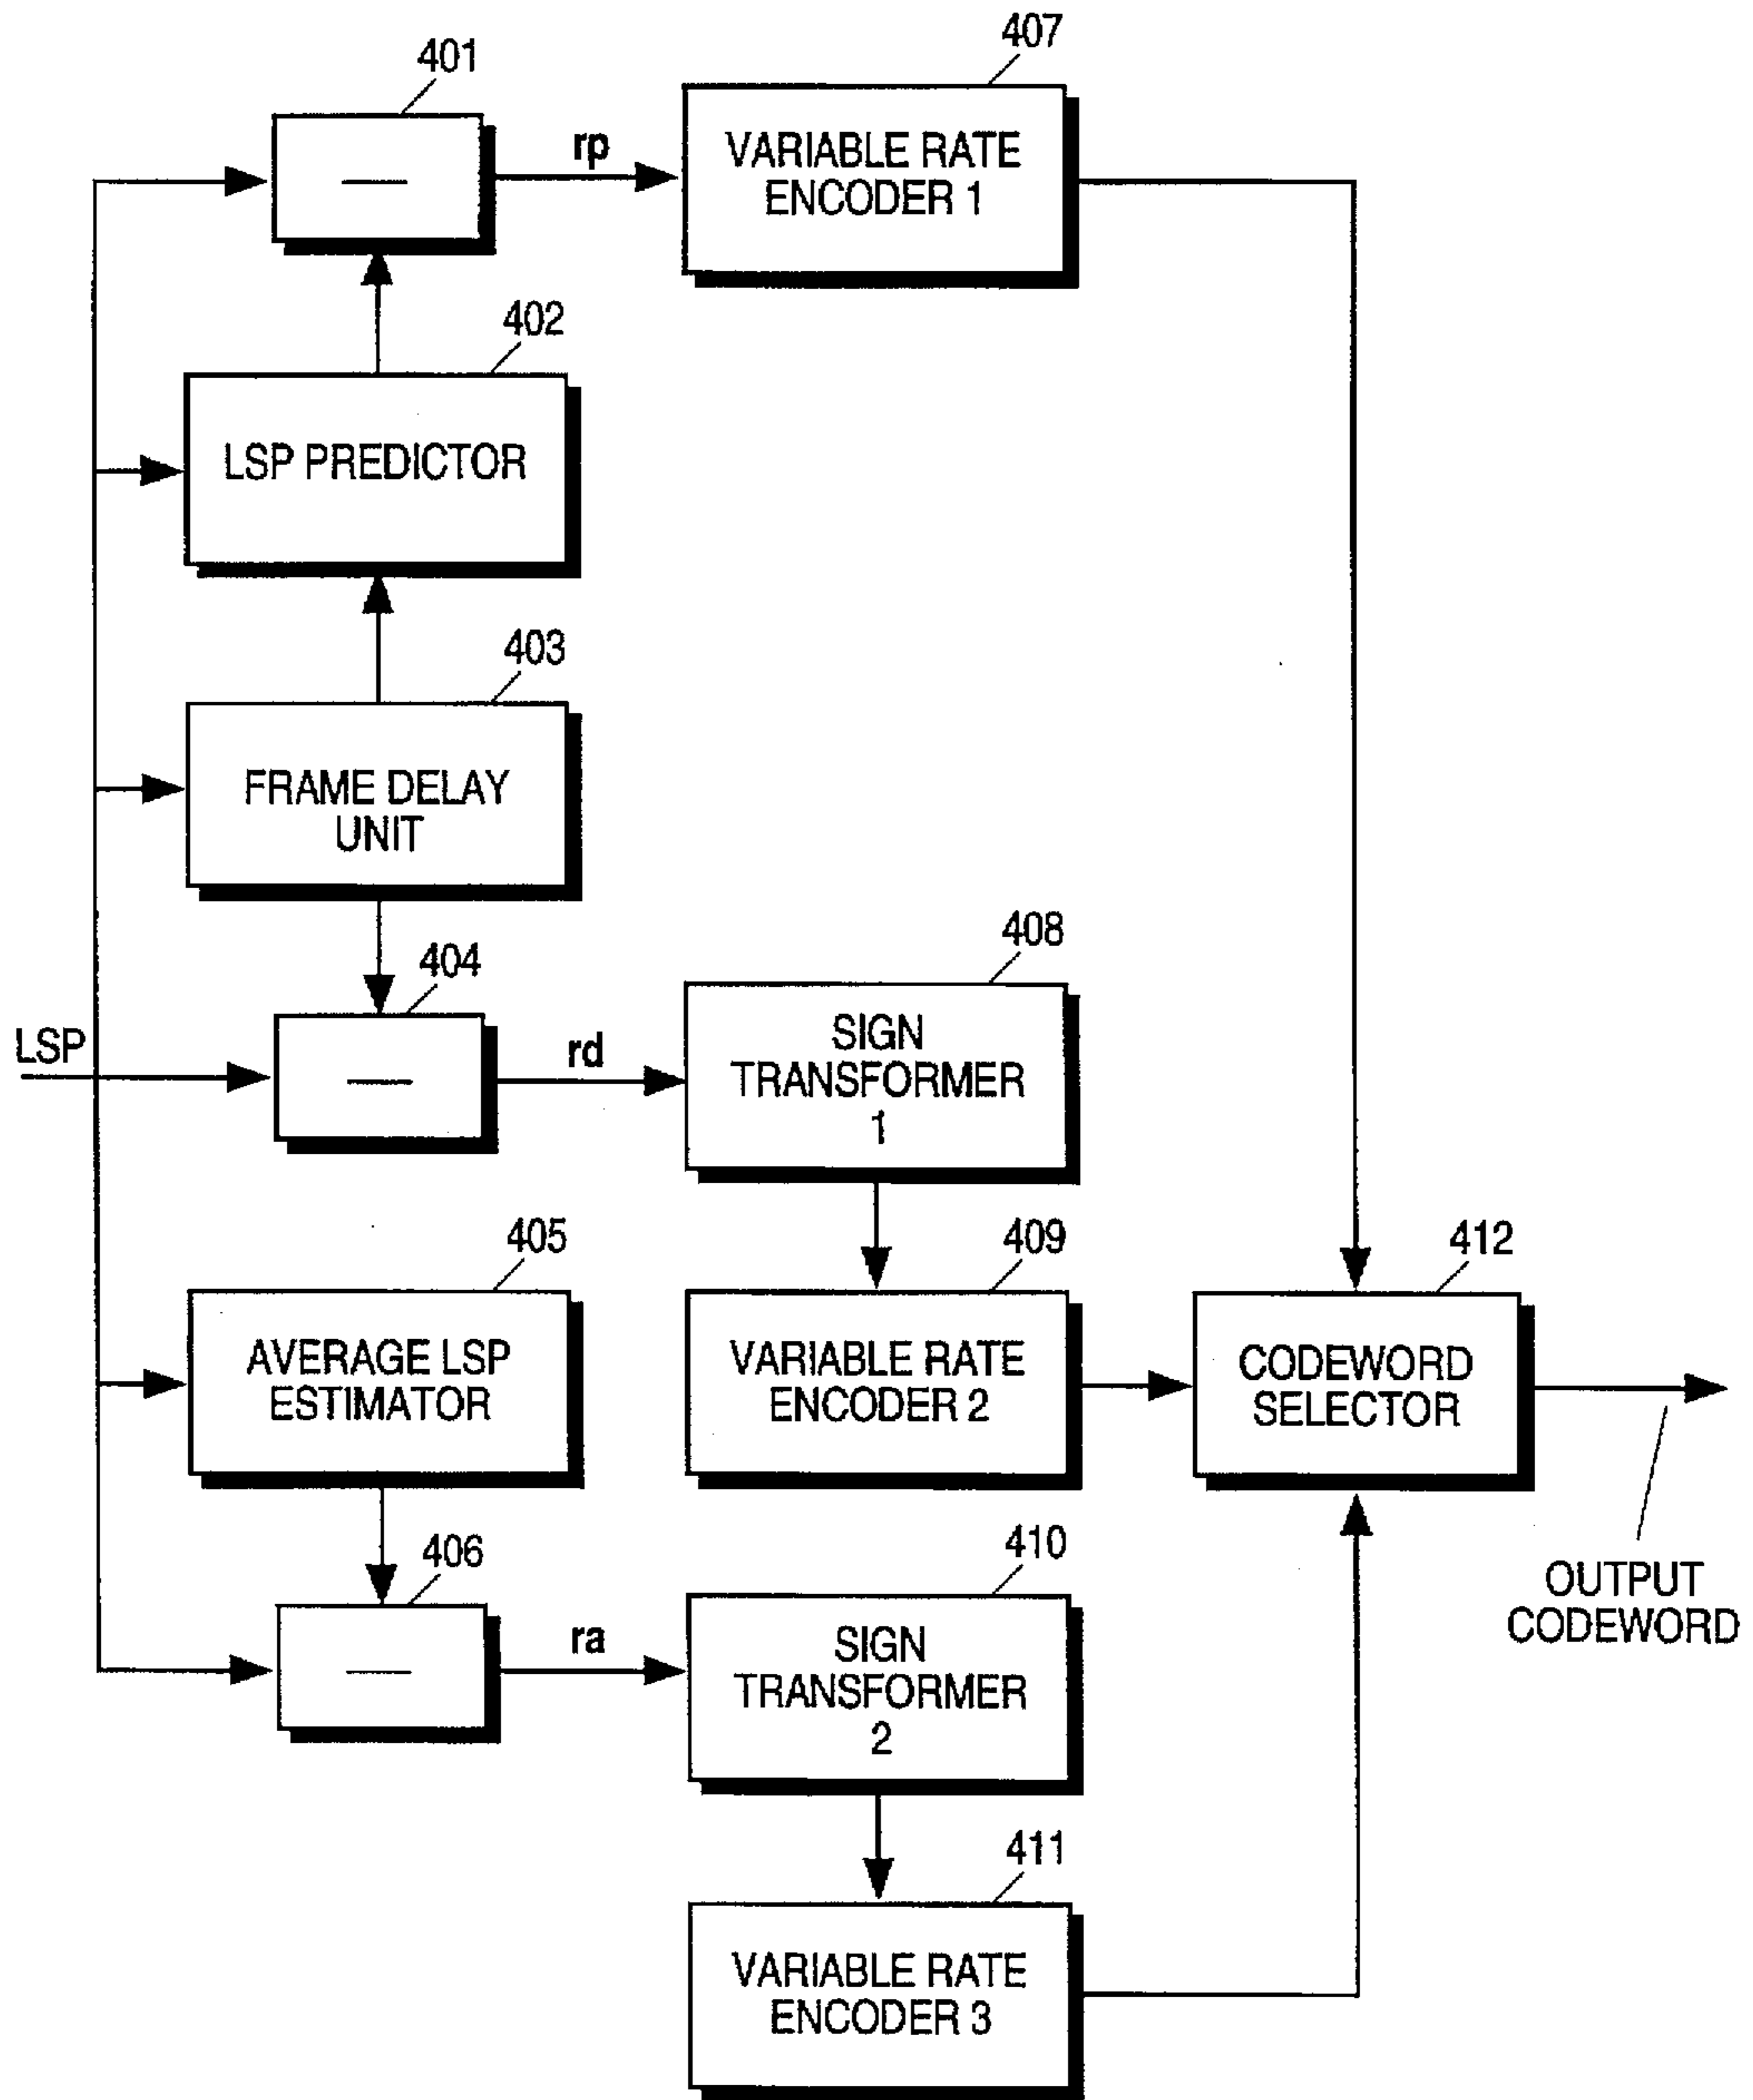 401
407
—
rp
VARIABLE RATE
ENCODER 1
402
LSP PREDICTOR
403
FRAME DELAY
UNIT
404
408
LSP
—
rd
SIGN
TRANSFORMER
1
405
409
412
AVERAGE LSP
ESTIMATOR
VARIABLE RATE
ENCODER 2
CODEWORD
SELECTOR
406
410
OUTPUT
CODEWORD
—
ra
SIGN
TRANSFORMER
2
411
VARIABLE RATE
ENCODER 3